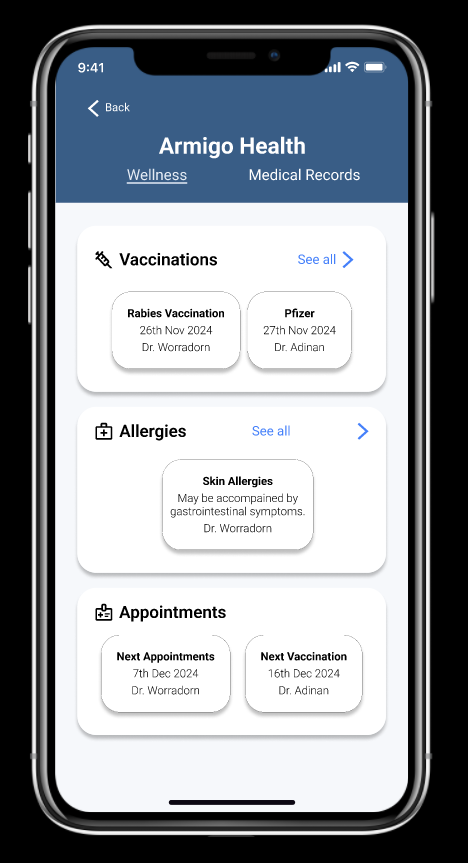 9:41
Back
Armigo Health
Wellness Medical Records
Vaccinations See all
Rabies Vaccination
26th Nov 2024
Dr. Worradorn
Pfizer
27th Nov 2024
Dr. Adinan
Allergies See all
Skin Allergies
May be accompained by
gastrointestinal symptoms.
Dr. Worradorn
Appointments
Next Appointments
7th Dec 2024
Dr. Worradorn
Next Vaccination
16th Dec 2024
Dr. Adinan